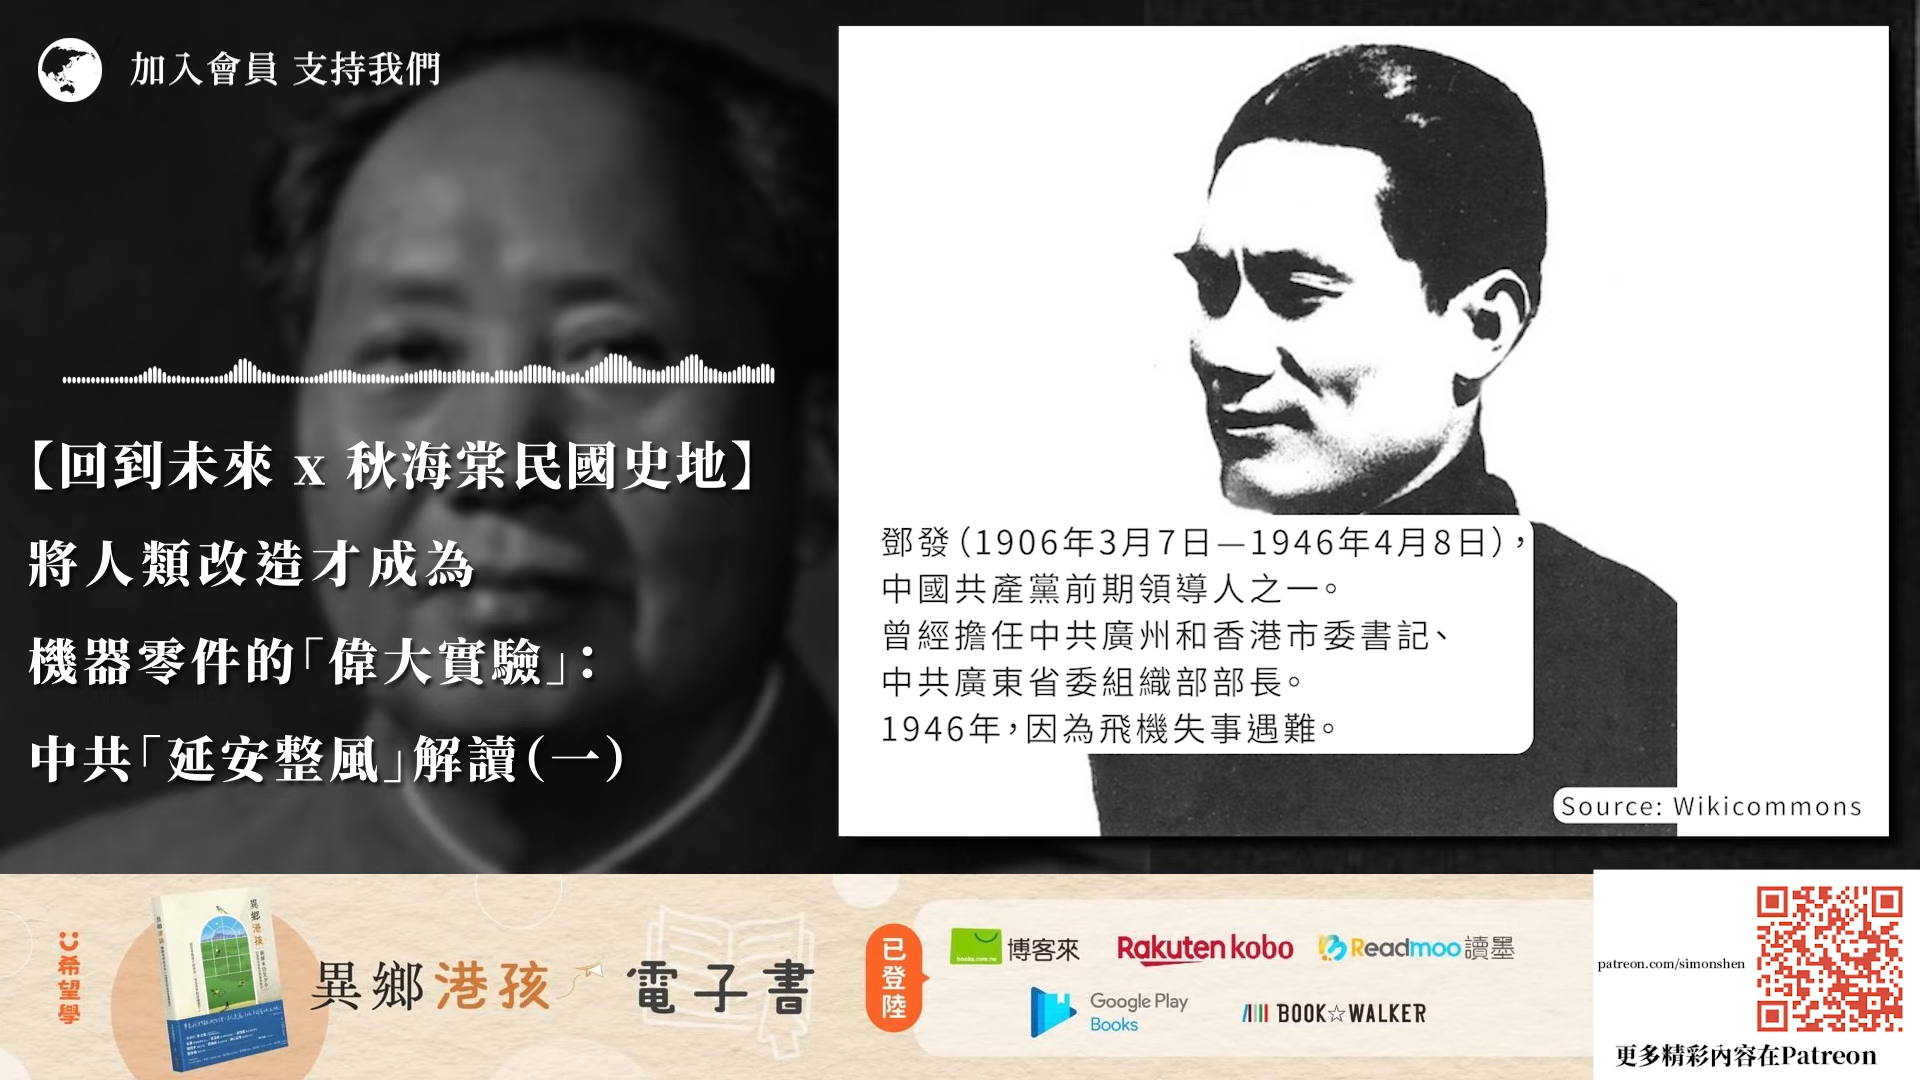 加入會員 支持我們
【回到未來 x 秋海棠民國史地】
將人類改造才成為
機器零件的「偉大實驗」：
中共「延安整風」解讀（一）
鄧發（1906年3月7日—1946年4月8日），
中國共產黨前期領導人之一。
曾經擔任中共廣州和香港市委書記、
中共廣東省委組織部部長。
1946年，因為飛機失事遇難。
Source: Wikicommons
希望學
異鄉港孩
異鄉港孩 電子書
已登陸
books.com.tw
博客來
Rakuten kobo
Readmoo 讀墨
Google Play
Books
BOOK☆WALKER
patreon.com/simonshen
更多精彩內容在Patreon